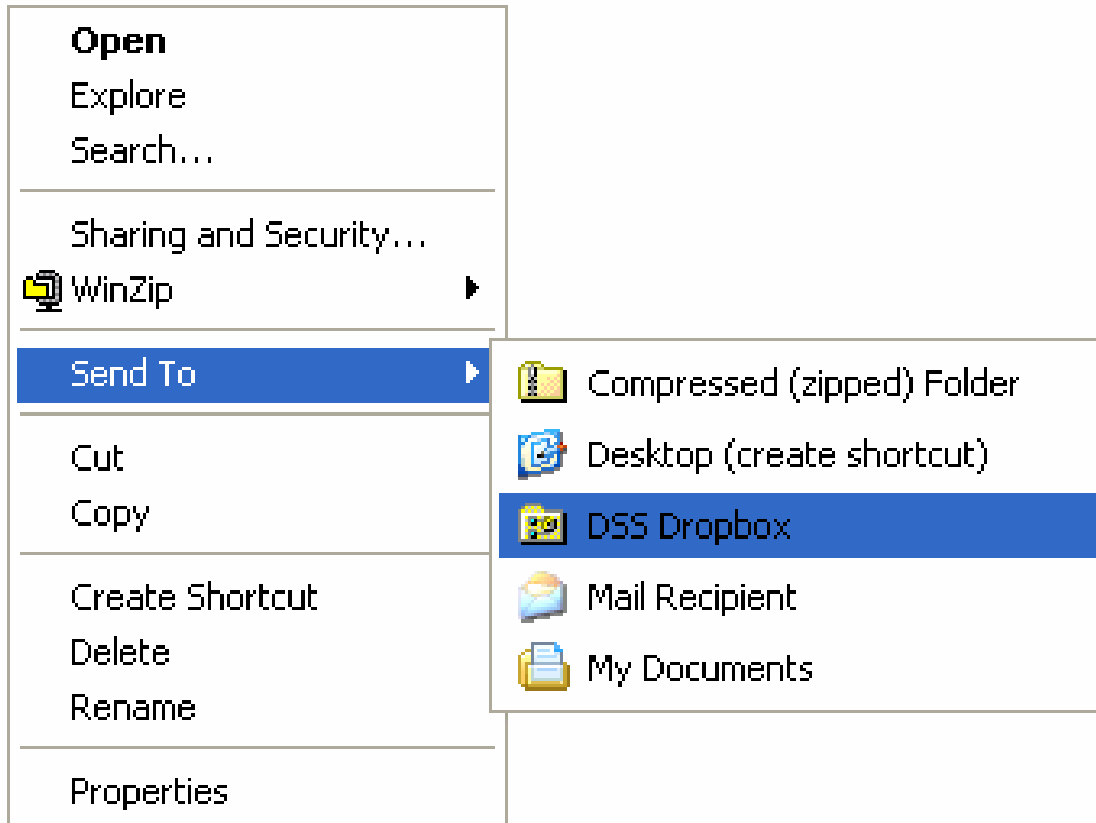 Open
Explore
Search...
Sharing and Security...
WinZip
Send To
Compressed (zipped) Folder
Desktop (create shortcut)
DSS Dropbox
Mail Recipient
My Documents
Cut
Copy
Create Shortcut
Delete
Rename
Properties